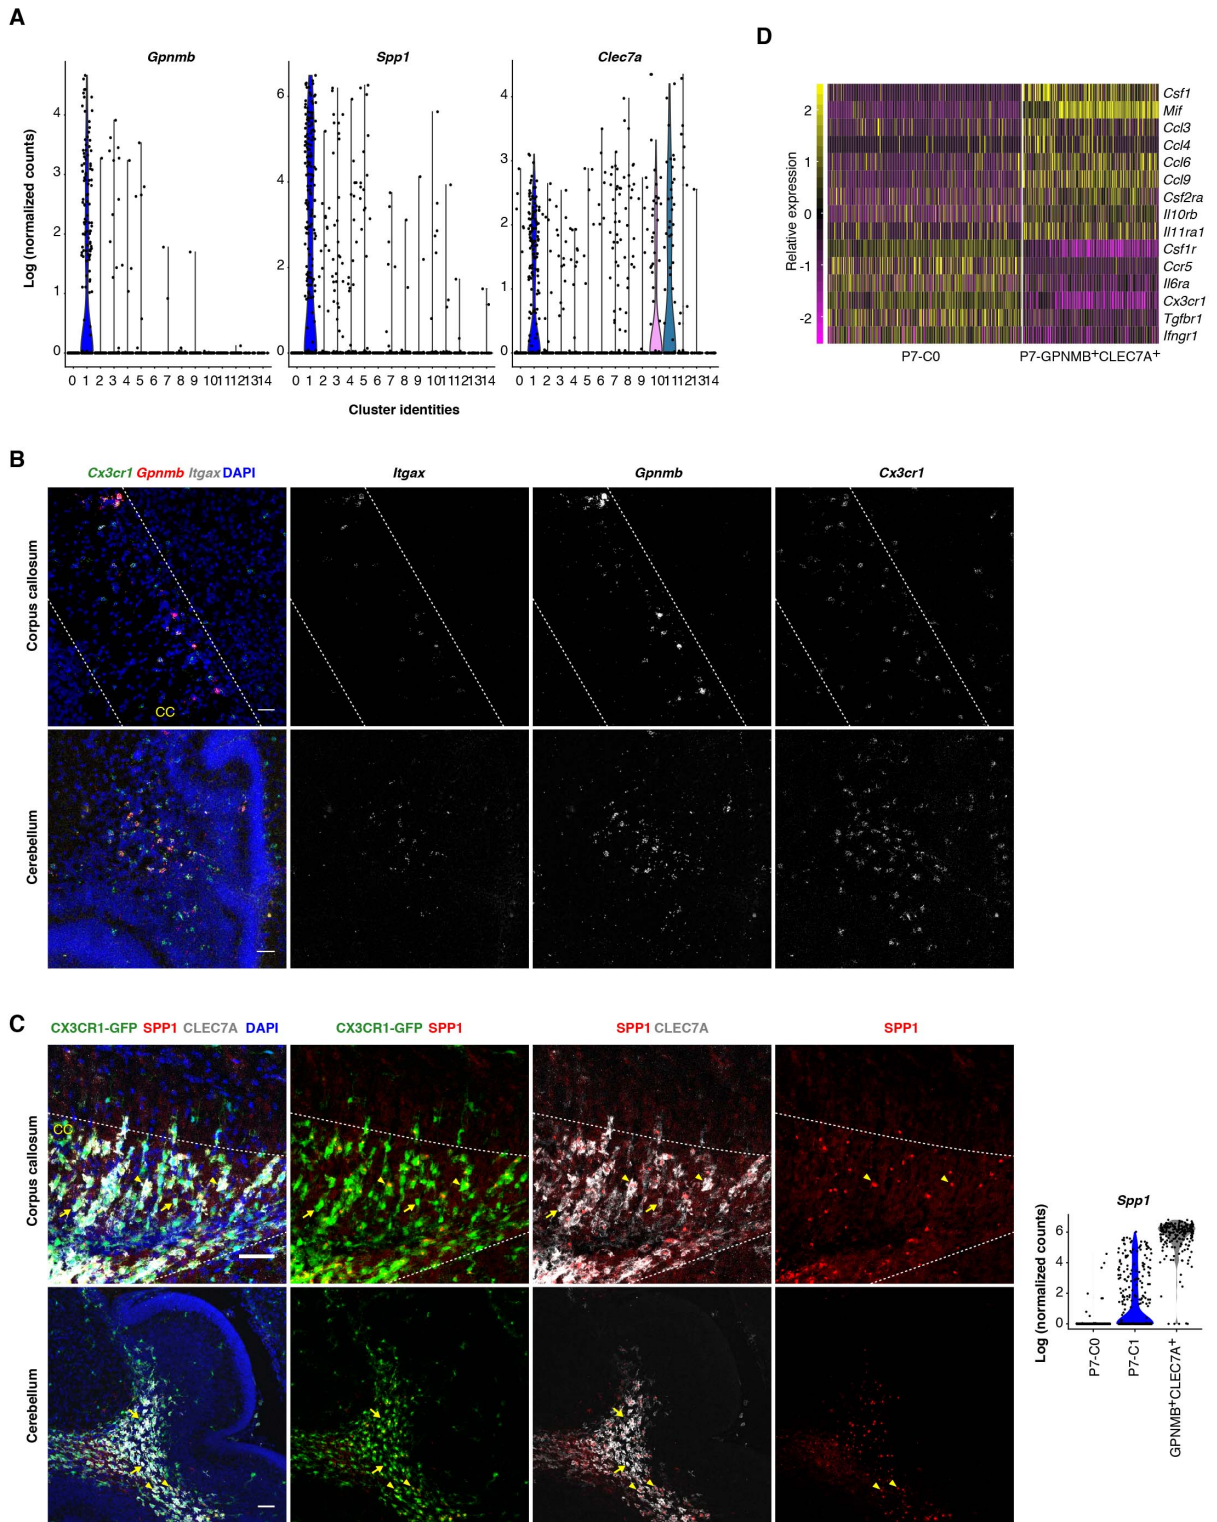 A
Gpnmb
Spp1
Clec7a
Log (normalized counts)
4
3
2
1
0
6
4
2
0
4
3
2
1
0
0 1 2 3 4 5 6 7 8 9 1011121314
0 1 2 3 4 5 6 7 8 9 1011121314
0 1 2 3 4 5 6 7 8 9 1011121314
Cluster identities
D
Relative expression
2
1
0
-1
-2
Csf1
Mif
Ccl3
Ccl4
Ccl6
Ccl9
Csf2ra
Il10rb
Il11ra1
Csf1r
Ccr5
Il6ra
Cx3cr1
Tgfbr1
Ifngr1
P7-C0
P7-GPNMB+CLEC7A+
B
Cx3cr1 Gpnmb Itgax DAPI
Itgax
Gpnmb
Cx3cr1
Corpus callosum
CC
Cerebellum
C
CX3CR1-GFP SPP1 CLEC7A DAPI
CX3CR1-GFP SPP1
SPP1 CLEC7A
SPP1
Corpus callosum
CC
Cerebellum
Spp1
Log (normalized counts)
6
4
2
0
P7-C0
P7-C1
GPNMB+CLEC7A+